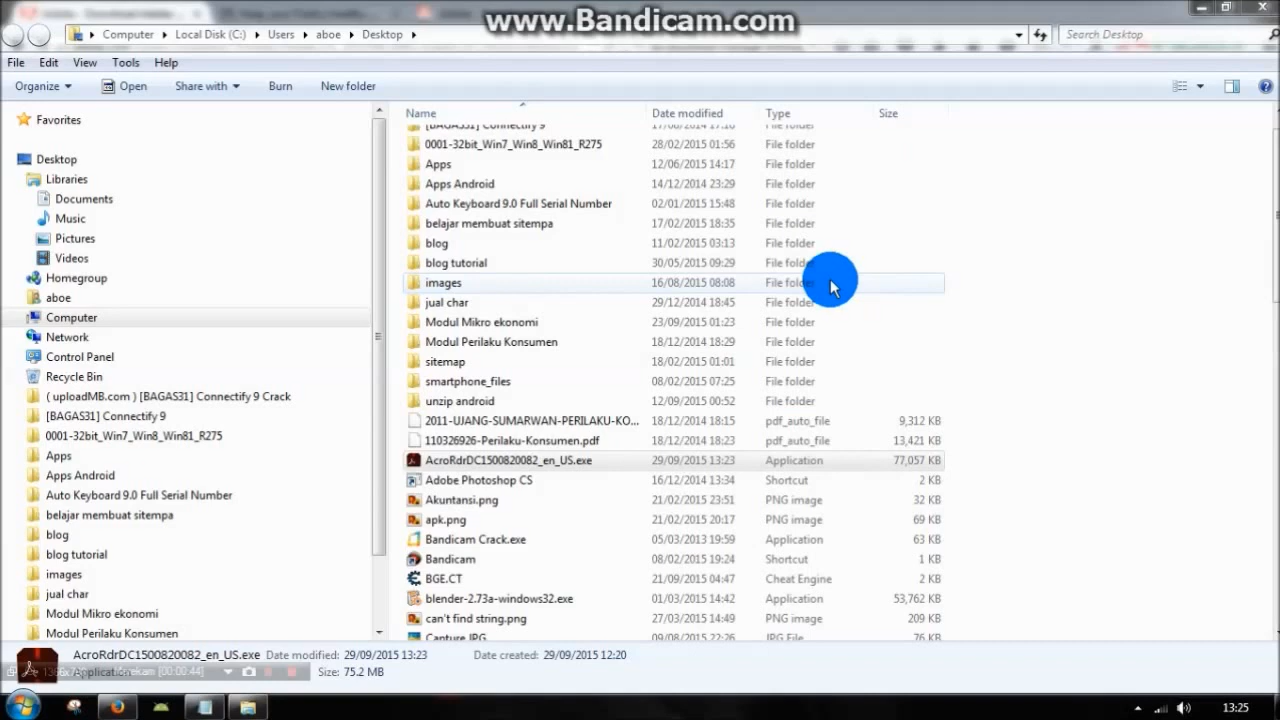 www.Bandicam.com
Computer Local Disk (C:) Users aboe Desktop Search Desktop
File Edit View Tools Help
Organize Open Share with Burn New folder
Favorites
Desktop
Libraries
Documents
Music
Pictures
Videos
Homegroup
aboe
Computer
Network
Control Panel
Recycle Bin
( uploadMB.com ) [BAGAS31] Connectify 9 Crack
[BAGAS31] Connectify 9
0001-32bit_Win7_Win8_Win81_R275
Apps
Apps Android
Auto Keyboard 9.0 Full Serial Number
belajar membuat sitempa
blog
blog tutorial
images
jual char
Modul Mikro ekonomi
Modul Perilaku Konsumen
Name Date modified Type Size
[BAGAS31] Connectify 9 17/08/2014 17:10 File folder
0001-32bit_Win7_Win8_Win81_R275 28/02/2015 01:56 File folder
Apps 12/06/2015 14:17 File folder
Apps Android 14/12/2014 23:29 File folder
Auto Keyboard 9.0 Full Serial Number 02/01/2015 15:48 File folder
belajar membuat sitempa 17/02/2015 18:35 File folder
blog 11/02/2015 03:13 File folder
blog tutorial 30/05/2015 09:29 File folder
images 16/08/2015 08:08 File folder
jual char 29/12/2014 18:45 File folder
Modul Mikro ekonomi 23/09/2015 01:23 File folder
Modul Perilaku Konsumen 18/12/2014 18:29 File folder
sitemap 18/02/2015 01:01 File folder
smartphone_files 08/02/2015 07:25 File folder
unzip android 12/09/2015 00:52 File folder
2011-UJANG-SUMARWAN-PERILAKU-KO... 18/12/2014 18:15 pdf_auto_file 9,312 KB
110326926-Perilaku-Konsumen.pdf 18/12/2014 18:23 pdf_auto_file 13,421 KB
AcroRdrDC1500820082_en_US.exe 29/09/2015 13:23 Application 77,057 KB
Adobe Photoshop CS 16/12/2014 13:34 Shortcut 2 KB
Akuntansi.png 21/02/2015 23:51 PNG image 32 KB
apk.png 21/02/2015 20:17 PNG image 69 KB
Bandicam Crack.exe 05/03/2013 19:59 Application 63 KB
Bandicam 08/02/2015 19:24 Shortcut 1 KB
BGE.CT 21/09/2015 04:47 Cheat Engine 2 KB
blender-2.73a-windows32.exe 01/03/2015 14:42 Application 53,762 KB
can't find string.png 27/03/2015 14:49 PNG image 209 KB
Capture.JPG 09/08/2015 22:26 JPG File 76 KB
AcroRdrDC1500820082_en_US.exe Date modified: 29/09/2015 13:23 Date created: 29/09/2015 12:20
Application Size: 75.2 MB
[00:00:44]
13:25